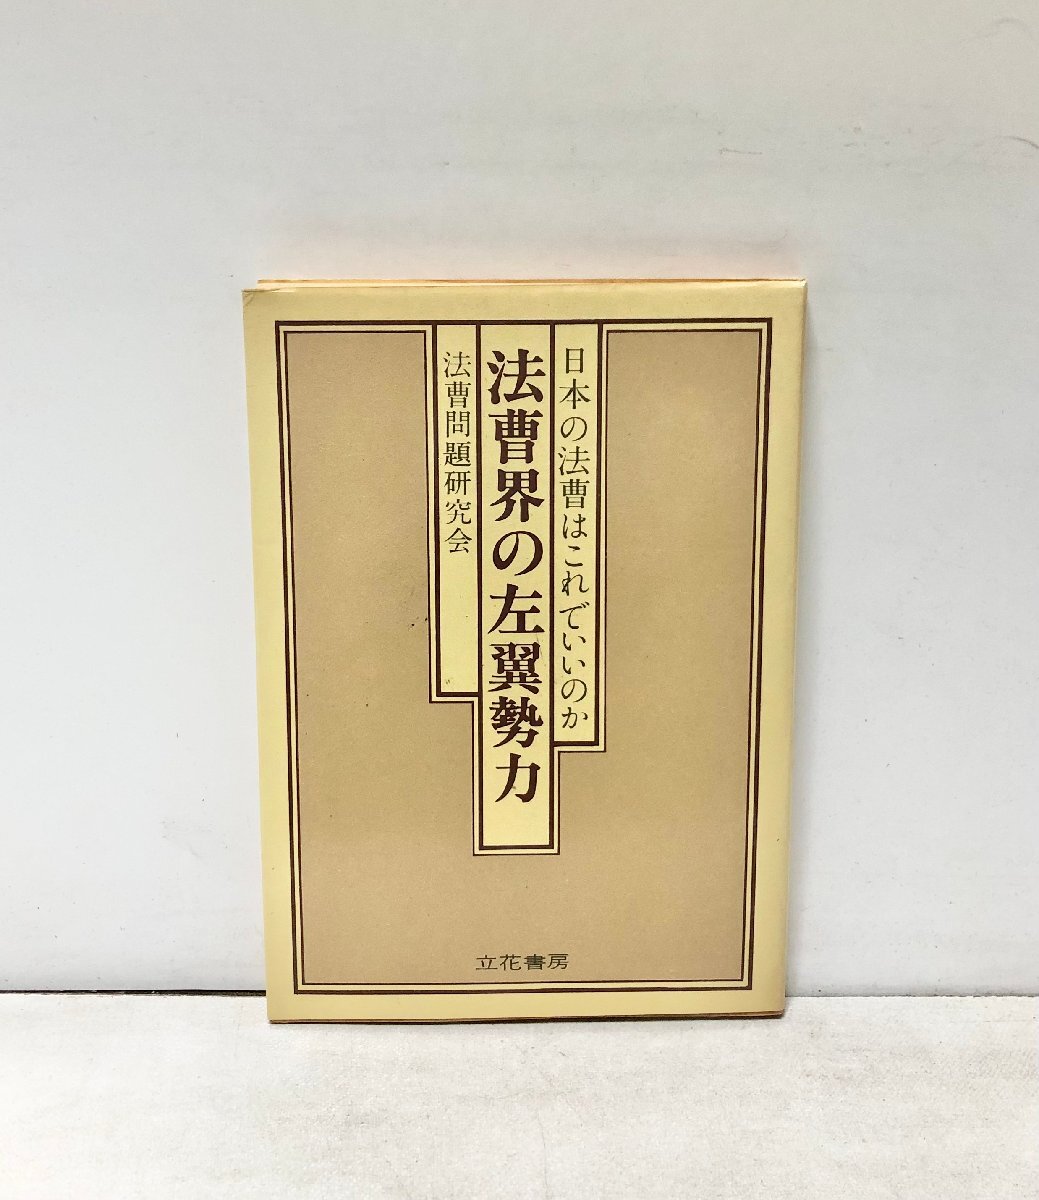 日本の法曹はこれでいいのか
法曹界の左翼勢力
法曹問題研究会
立花書房